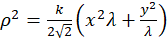 ρ² = k/(2√2) (x²λ + y²/λ)